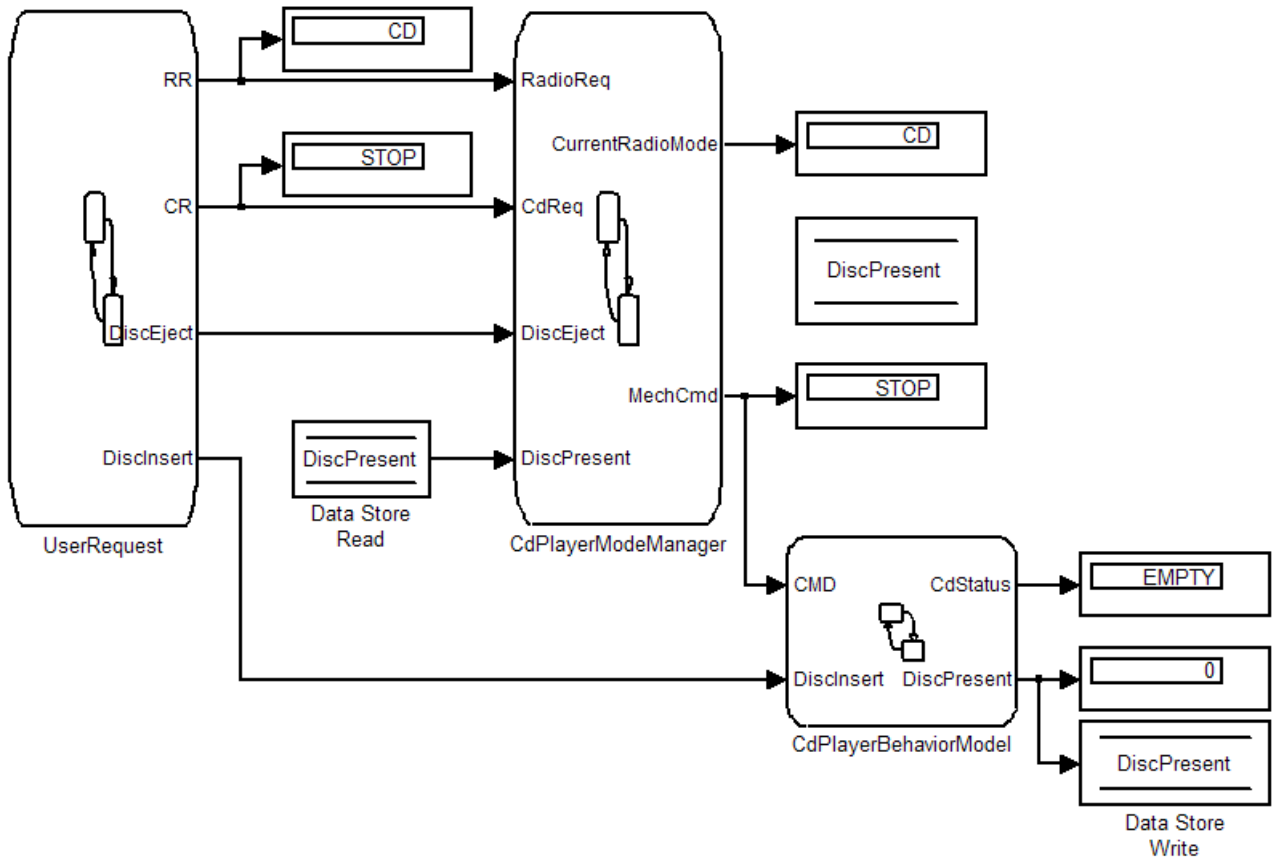 CD
RR
RadioReq
STOP
CurrentRadioMode
CD
CR
CdReq
DiscPresent
DiscEject
DiscEject
MechCmd
STOP
DiscInsert
DiscPresent
DiscPresent
Data Store
Read
UserRequest
CdPlayerModeManager
CMD
CdStatus
EMPTY
DiscInsert
DiscPresent
0
CdPlayerBehaviorModel
DiscPresent
Data Store
Write